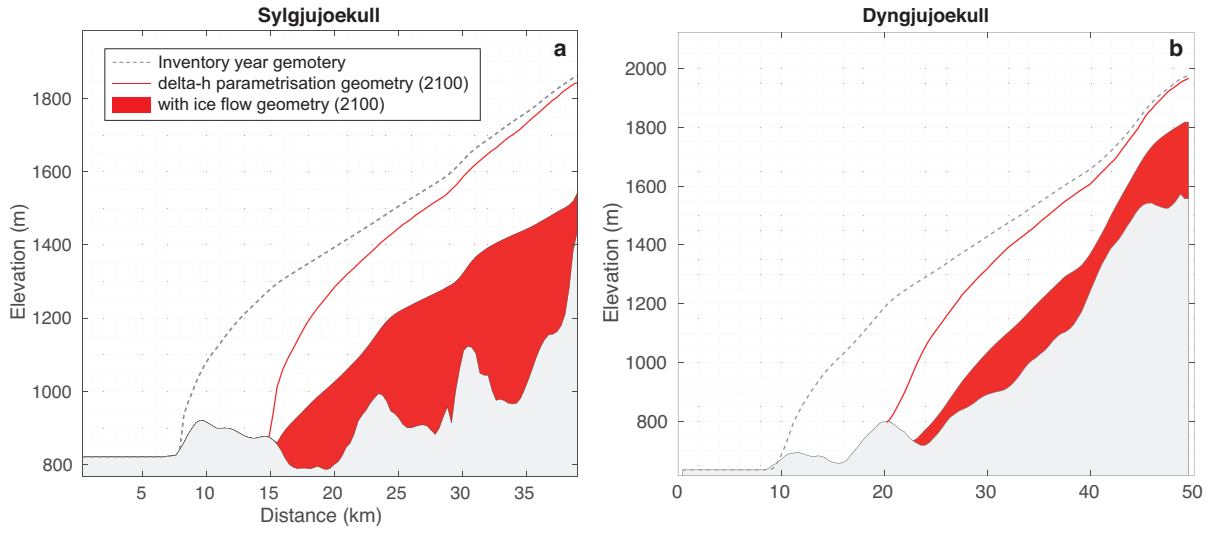 Sylgjujoekull
a
Inventory year gemotery
delta-h parametrisation geometry (2100)
with ice flow geometry (2100)
Elevation (m)
1800
1600
1400
1200
1000
800
5 10 15 20 25 30 35
Distance (km)
Dyngjujoekull
b
Elevation (m)
2000
1800
1600
1400
1200
1000
800
0 10 20 30 40 50